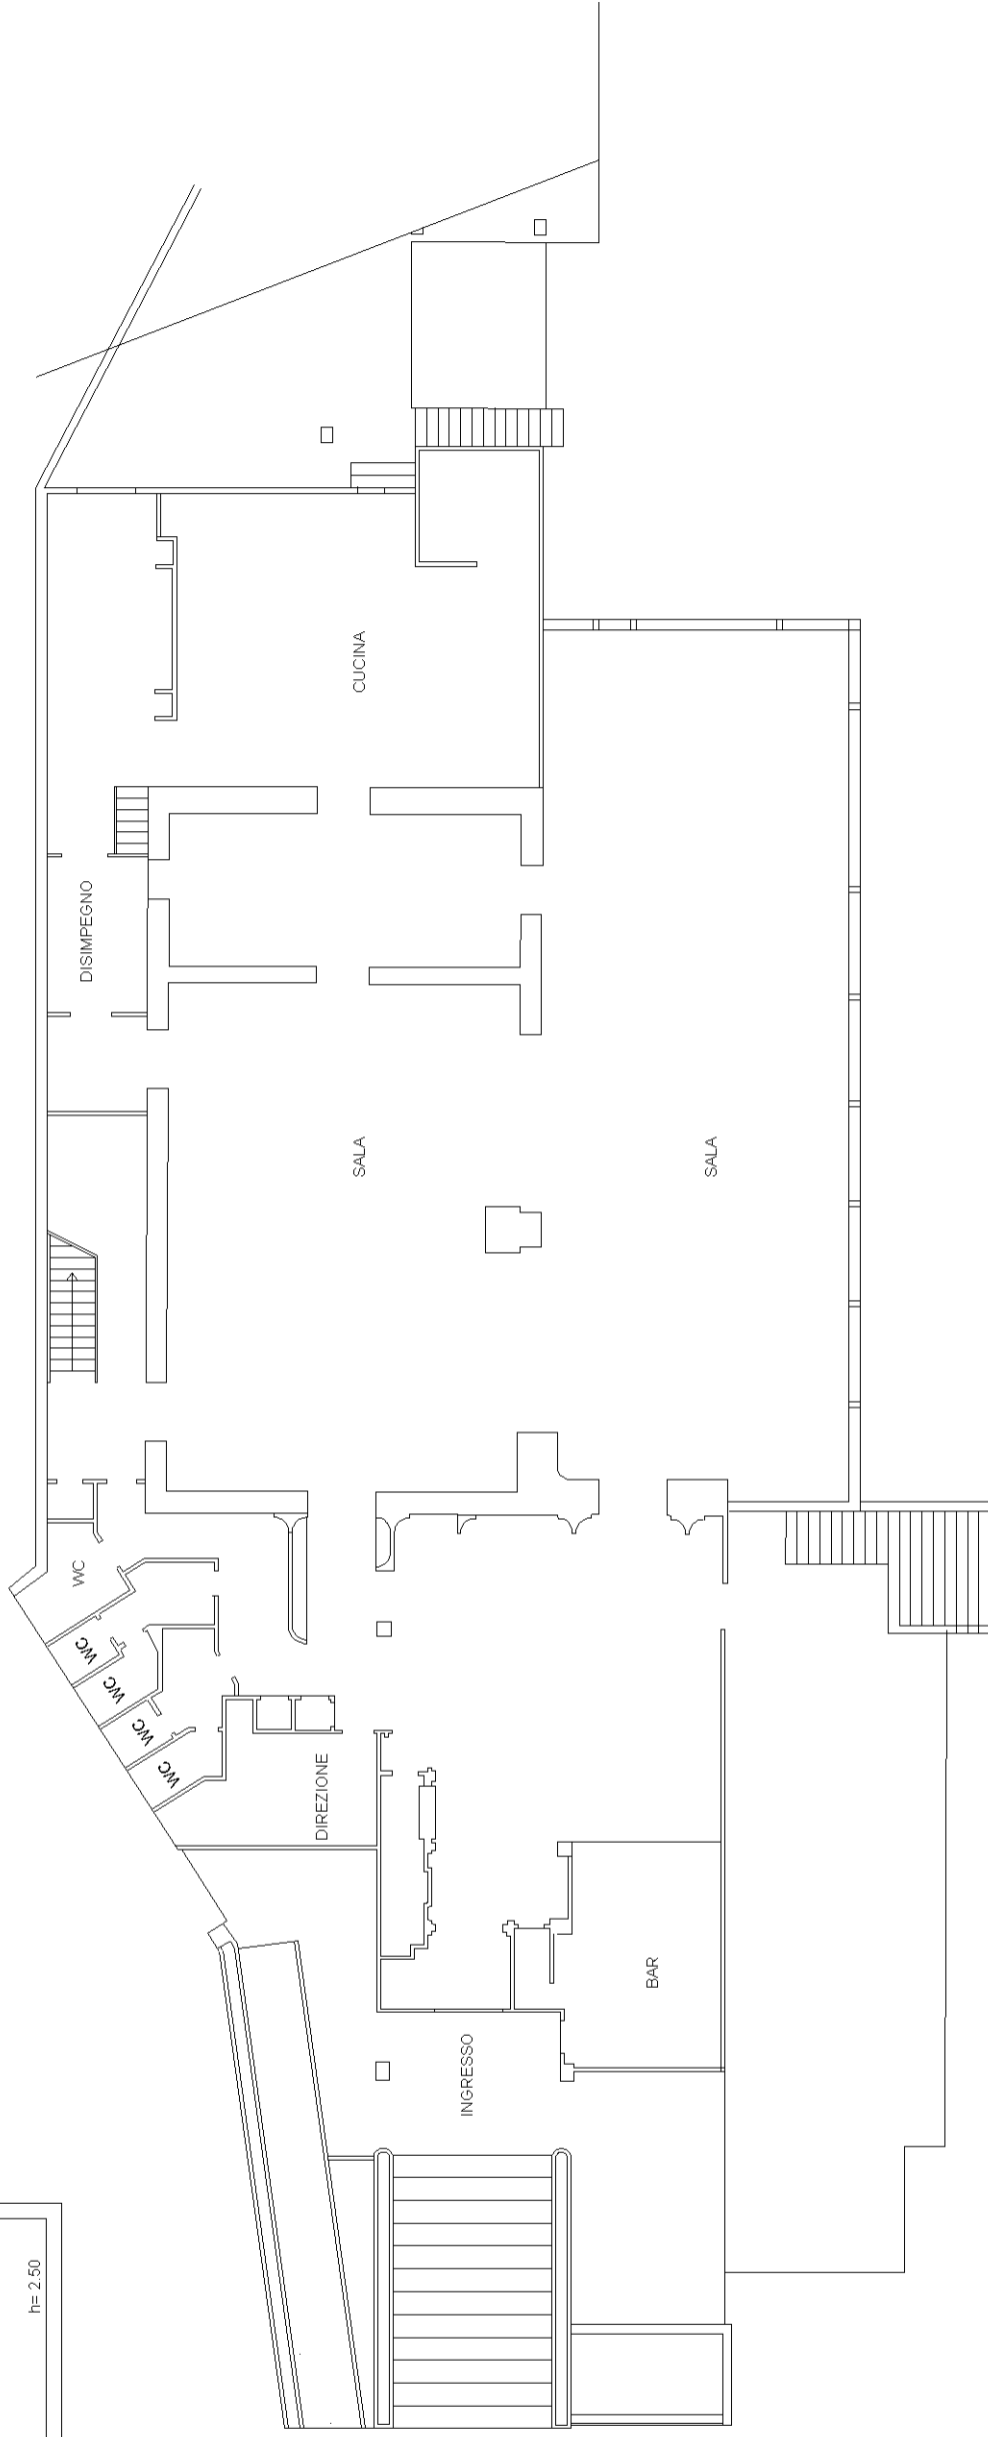 CUCINA
DISIMPEGNO
SALA
SALA
WC
WC
WC
WC
WC
DIREZIONE
BAR
INGRESSO
h= 2.50